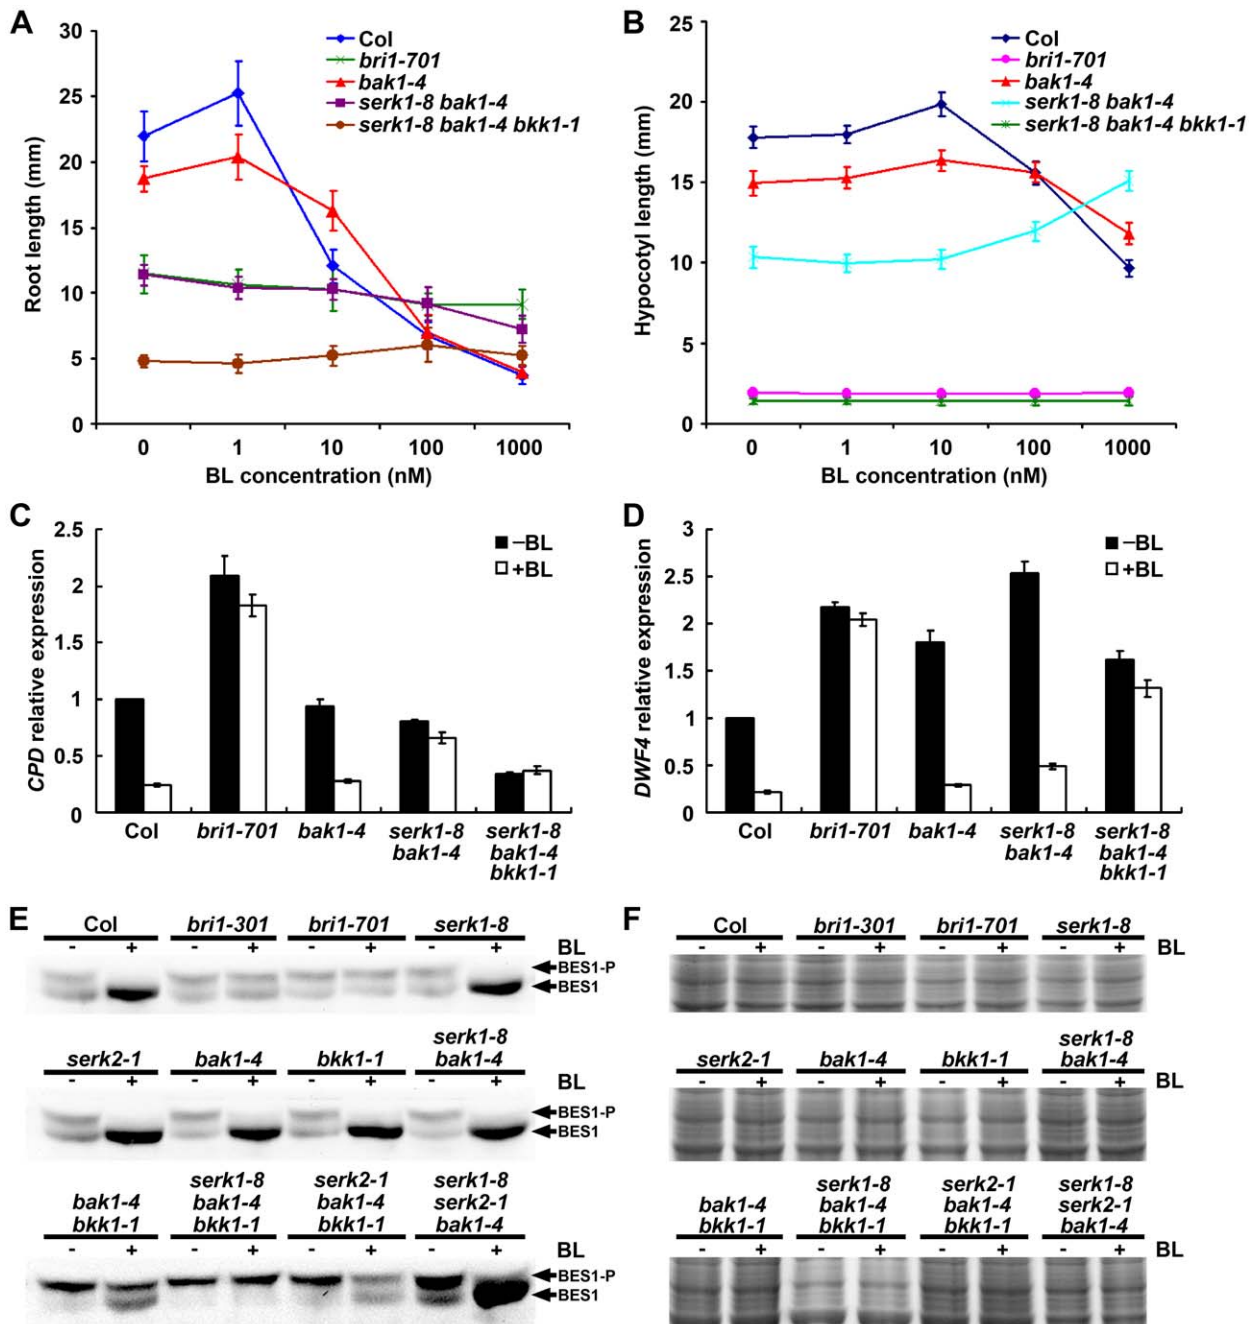 A
Root length (mm)
30
25
20
15
10
5
0
0 1 10 100 1000
BL concentration (nM)
Col
bri1-701
bak1-4
serk1-8 bak1-4
serk1-8 bak1-4 bkk1-1
B
Hypocotyl length (mm)
25
20
15
10
5
0
0 1 10 100 1000
BL concentration (nM)
Col
bri1-701
bak1-4
serk1-8 bak1-4
serk1-8 bak1-4 bkk1-1
C
CPD relative expression
2.5
2
1.5
1
0.5
0
–BL
+BL
Col bri1-701 bak1-4 serk1-8 serk1-8
bak1-4 bak1-4
bkk1-1
D
DWF4 relative expression
3
2.5
2
1.5
1
0.5
0
–BL
+BL
Col bri1-701 bak1-4 serk1-8 serk1-8
bak1-4 bak1-4
bkk1-1
E
Col bri1-301 bri1-701 serk1-8
- + - + - + - + BL
BES1-P
BES1
serk1-8
serk2-1 bak1-4 bkk1-1 bak1-4
- + - + - + - + BL
BES1-P
BES1
serk1-8 serk2-1 serk1-8
bak1-4 bak1-4 bak1-4 serk2-1
bkk1-1 bkk1-1 bkk1-1 bak1-4
- + - + - + - + BL
BES1-P
BES1
F
Col bri1-301 bri1-701 serk1-8
- + - + - + - + BL
serk1-8
serk2-1 bak1-4 bkk1-1 bak1-4
- + - + - + - + BL
serk1-8 serk2-1 serk1-8
bak1-4 bak1-4 bak1-4 serk2-1
bkk1-1 bkk1-1 bkk1-1 bak1-4
- + - + - + - + BL